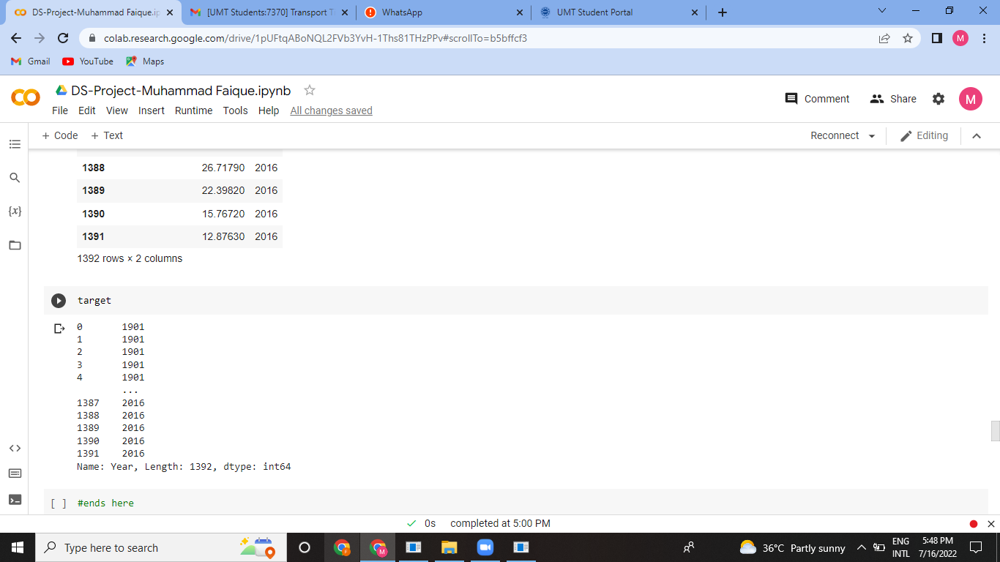 DS-Project-Muhammad Faique.ip
[UMT Students:7370] Transport T
WhatsApp
UMT Student Portal
colab.research.google.com/drive/1pUFtqABoNQL2FVb3YvH-1Ths81THzPPv#scrollTo=b5bffcf3
M
Gmail
YouTube
Maps
DS-Project-Muhammad Faique.ipynb
Comment
Share
M
File Edit View Insert Runtime Tools Help All changes saved
+ Code + Text
Reconnect
Editing
{x}
1388 26.71790 2016
1389 22.39820 2016
1390 15.76720 2016
1391 12.87630 2016
1392 rows × 2 columns
target
0 1901
1 1901
2 1901
3 1901
4 1901
...
1387 2016
1388 2016
1389 2016
1390 2016
1391 2016
Name: Year, Length: 1392, dtype: int64
[ ] #ends here
0s completed at 5:00 PM
Type here to search
F
M
36°C Partly sunny
ENG
INTL
5:48 PM
7/16/2022